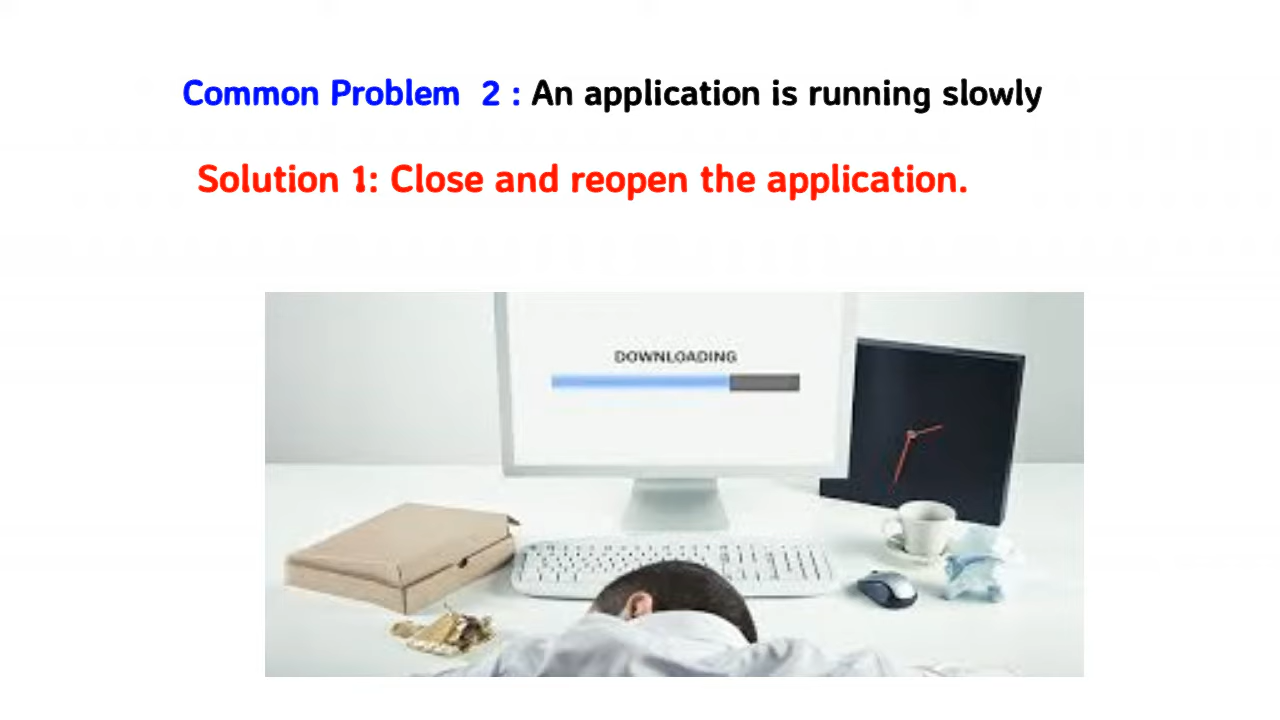 Common Problem 2 : An application is running slowly
Solution 1: Close and reopen the application.
DOWNLOADING